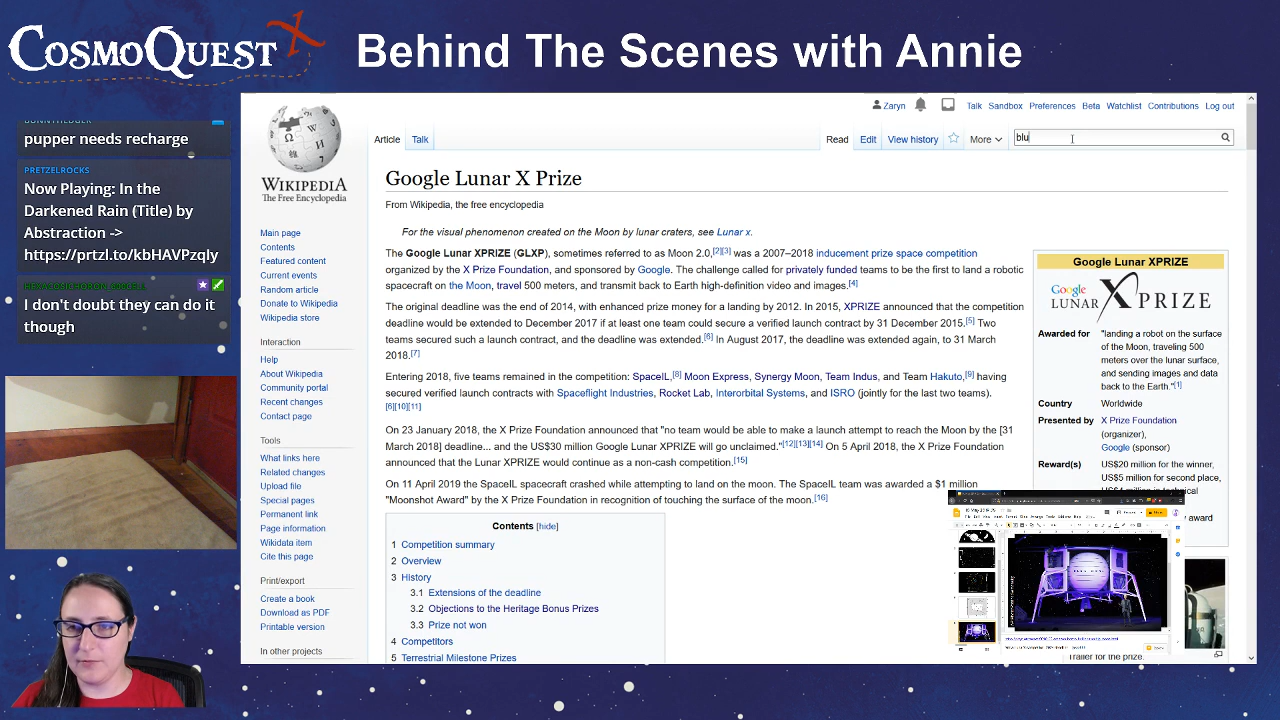 COSMOQUEST X
Behind The Scenes with Annie
pupper needs recharge
PRETZELROCKS
Now Playing: In the
Darkened Rain (Title) by
Abstraction ->
https://prtzl.to/kbHAVPzqIy
I don't doubt they can do it
though
WIKIPEDIA
The Free Encyclopedia
Main page
Contents
Featured content
Current events
Random article
Donate to Wikipedia
Wikipedia store
Interaction
Help
About Wikipedia
Community portal
Recent changes
Contact page
Tools
What links here
Related changes
Upload file
Special pages
Permanent link
Page information
Wikidata item
Cite this page
Print/export
Create a book
Download as PDF
Printable version
In other projects
Zaryn Talk Sandbox Preferences Beta Watchlist Contributions Log out
Article Talk Read Edit View history More blu
Google Lunar X Prize
From Wikipedia, the free encyclopedia
For the visual phenomenon created on the Moon by lunar craters, see Lunar x.
The Google Lunar XPRIZE (GLXP), sometimes referred to as Moon 2.0,[2][3] was a 2007–2018 inducement prize space competition
organized by the X Prize Foundation, and sponsored by Google. The challenge called for privately funded teams to be the first to land a robotic
spacecraft on the Moon, travel 500 meters, and transmit back to Earth high-definition video and images.[4]
The original deadline was the end of 2014, with enhanced prize money for a landing by 2012. In 2015, XPRIZE announced that the competition
deadline would be extended to December 2017 if at least one team could secure a verified launch contract by 31 December 2015.[5] Two
teams secured such a launch contract, and the deadline was extended.[6] In August 2017, the deadline was extended again, to 31 March
2018.[7]
Entering 2018, five teams remained in the competition: SpaceIL,[8] Moon Express, Synergy Moon, Team Indus, and Team Hakuto,[9] having
secured verified launch contracts with Spaceflight Industries, Rocket Lab, Interorbital Systems, and ISRO (jointly for the last two teams).
[6][10][11]
On 23 January 2018, the X Prize Foundation announced that "no team would be able to make a launch attempt to reach the Moon by the [31
March 2018] deadline... and the US$30 million Google Lunar XPRIZE will go unclaimed."[12][13][14] On 5 April 2018, the X Prize Foundation
announced that the Lunar XPRIZE would continue as a non-cash competition.[15]
On 11 April 2019 the SpaceIL spacecraft crashed while attempting to land on the moon. The SpaceIL team was awarded a $1 million
"Moonshot Award" by the X Prize Foundation in recognition of touching the surface of the moon.[16]
Contents [hide]
1 Competition summary
2 Overview
3 History
3.1 Extensions of the deadline
3.2 Objections to the Heritage Bonus Prizes
3.3 Prize not won
4 Competitors
5 Terrestrial Milestone Prizes
Google Lunar XPRIZE
Google
LUNAR XPRIZE
Awarded for "landing a robot on the surface
of the Moon, traveling 500
meters over the lunar surface,
and sending images and data
back to the Earth."[1]
Country Worldwide
Presented by X Prize Foundation
(organizer),
Google (sponsor)
Reward(s) US$20 million for the winner,
US$5 million for second place,
award
Trailer for the prize.